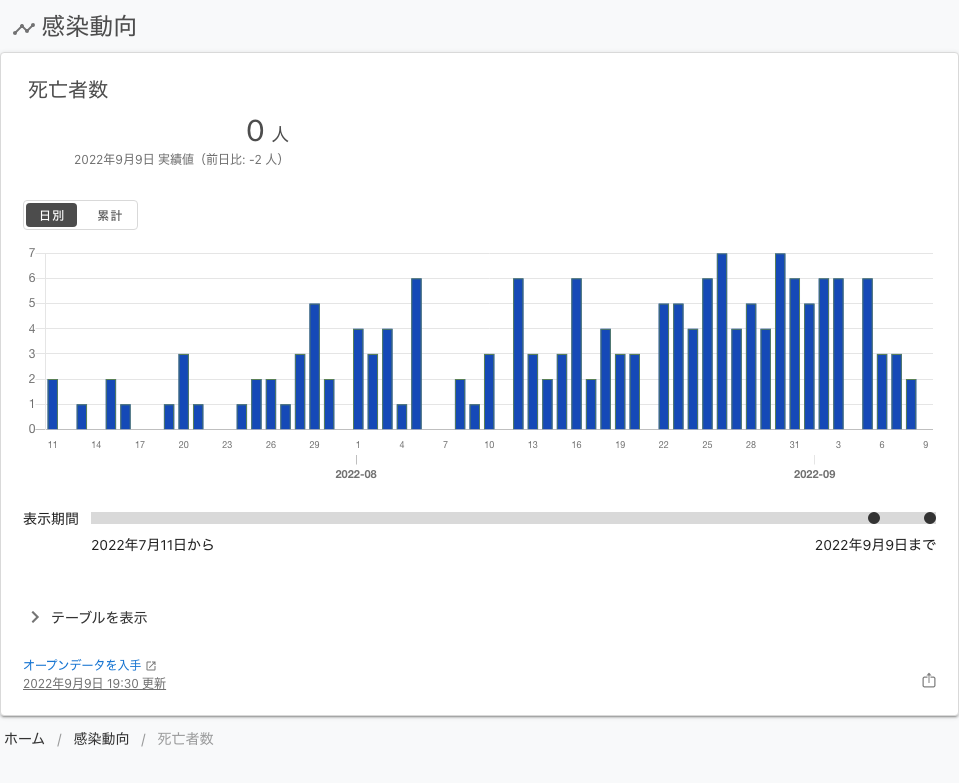 感染動向
死亡者数
0 人
2022年9月9日 実績値（前日比: -2 人）
日別 累計
7
6
5
4
3
2
1
0
11 14 17 20 23 26 29 1 4 7 10 13 16 19 22 25 28 31 3 6 9
2022-08 2022-09
表示期間
2022年7月11日から 2022年9月9日まで
テーブルを表示
オープンデータを入手
2022年9月9日 19:30 更新
ホーム / 感染動向 / 死亡者数